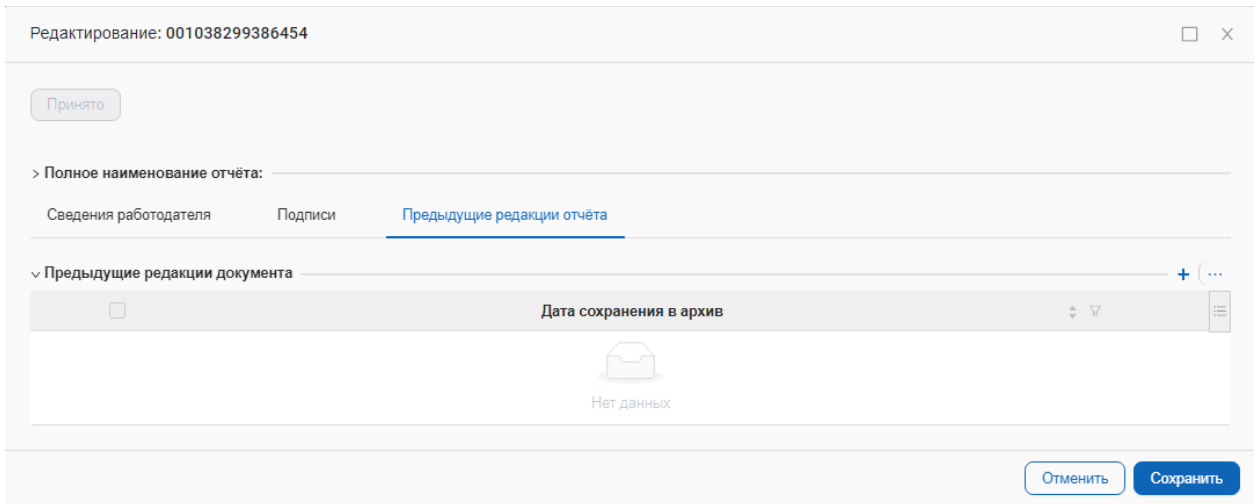 Редактирование: 001038299386454
Принято
Полное наименование отчёта:
Сведения работодателя Подписи Предыдущие редакции отчёта
Предыдущие редакции документа
Дата сохранения в архив
Нет данных
Отменить Сохранить